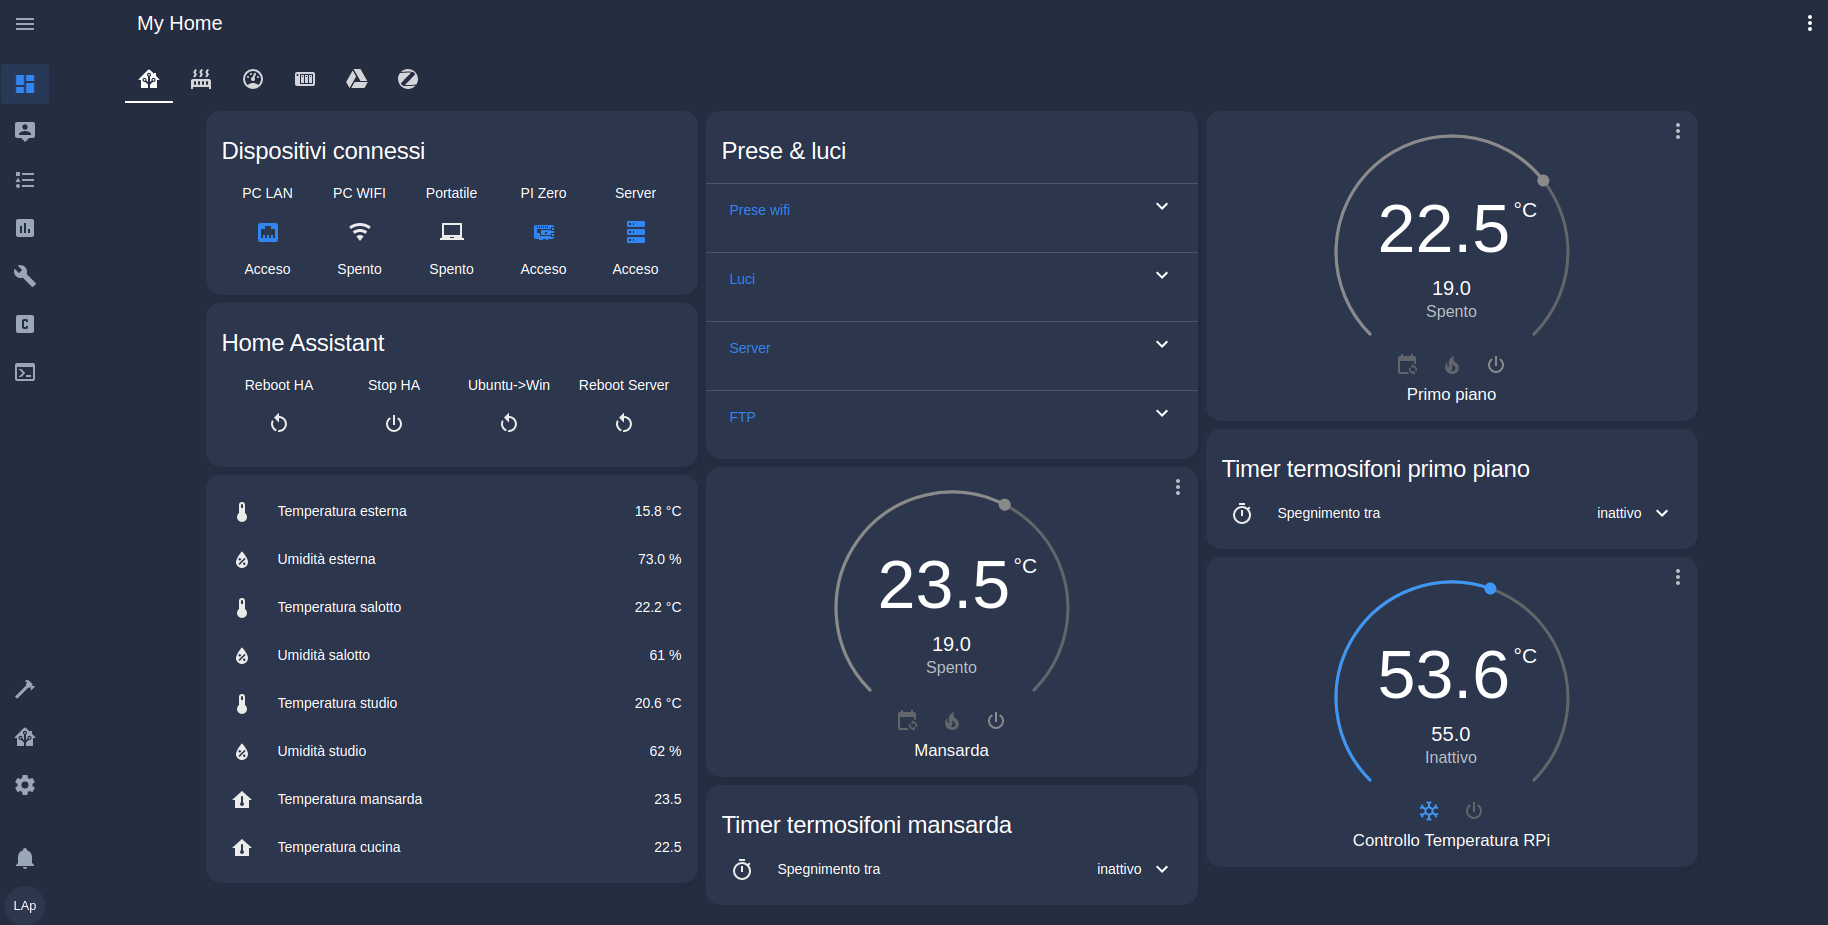 My Home
Dispositivi connessi
PC LAN PC WIFI Portatile PI Zero Server
Acceso Spento Spento Acceso Acceso
Home Assistant
Reboot HA Stop HA Ubuntu->Win Reboot Server
Temperatura esterna 15.8 °C
Umidità esterna 73.0 %
Temperatura salotto 22.2 °C
Umidità salotto 61 %
Temperatura studio 20.6 °C
Umidità studio 62 %
Temperatura mansarda 23.5
Temperatura cucina 22.5
Prese & luci
Prese wifi
Luci
Server
FTP
23.5 °C
19.0
Spento
Mansarda
Timer termosifoni mansarda
Spegnimento tra inattivo
22.5 °C
19.0
Spento
Primo piano
Timer termosifoni primo piano
Spegnimento tra inattivo
53.6 °C
55.0
Inattivo
Controllo Temperatura RPi
LAp